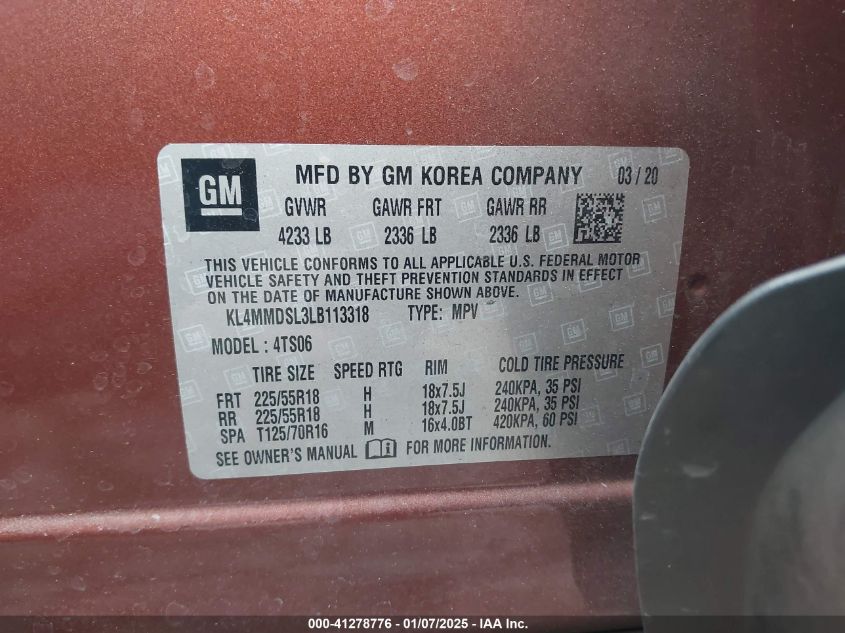 GM MFD BY GM KOREA COMPANY 03 / 20
GVWR GAWR FRT GAWR RR
4233 LB 2336 LB 2336 LB
THIS VEHICLE CONFORMS TO ALL APPLICABLE U.S. FEDERAL MOTOR
VEHICLE SAFETY AND THEFT PREVENTION STANDARDS IN EFFECT
ON THE DATE OF MANUFACTURE SHOWN ABOVE.
KL4MMDSL3LB113318 TYPE: MPV
MODEL : 4TS06
TIRE SIZE SPEED RTG RIM COLD TIRE PRESSURE
FRT 225/55R18 H 18x7.5J 240KPA, 35 PSI
RR 225/55R18 H 18x7.5J 240KPA, 35 PSI
SPA T125/70R16 M 16x4.0BT 420KPA, 60 PSI
SEE OWNER'S MANUAL FOR MORE INFORMATION.
000-41278776 - 01/07/2025 - IAA Inc.